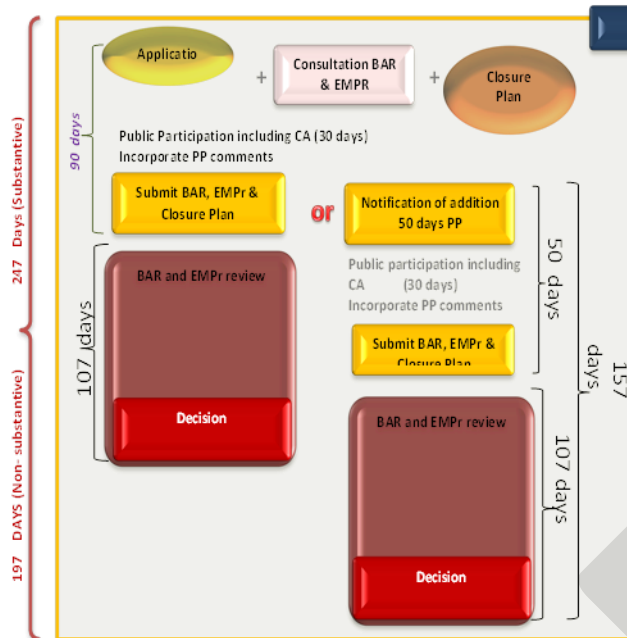 Applicatio
+
Consultation BAR
& EMPR
+
Closure
Plan
90 days
Public Participation including CA (30 days)
Incorporate PP comments
Submit BAR, EMPr &
Closure Plan
or
Notification of addition
50 days PP
247 Days (Substantive)
197 DAYS (Non- substantive)
107 days
BAR and EMPr review
Decision
Public participation including
CA (30 days)
Incorporate PP comments
Submit BAR, EMPr &
Closure Plan
50 days
157
days
BAR and EMPr review
107 days
Decision